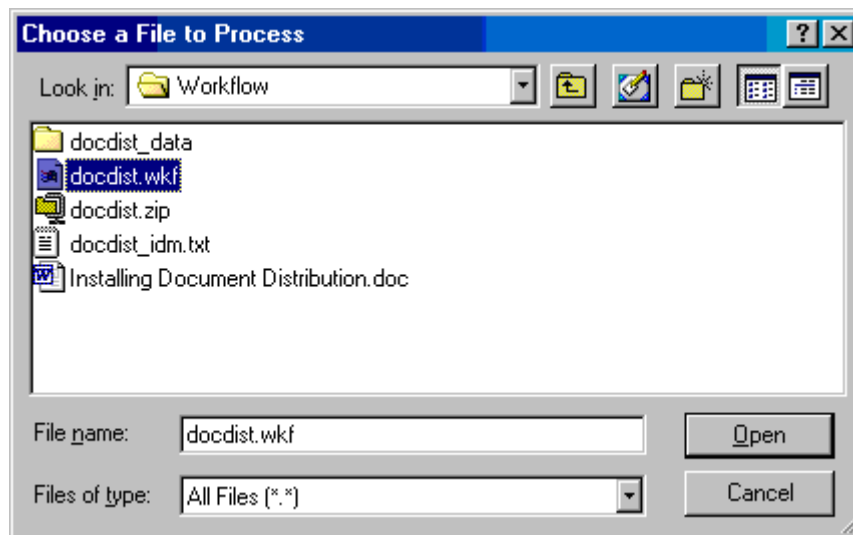 Choose a File to Process
Look in: Workflow
docdist_data
docdist.wkf
docdist.zip
docdist_idm.txt
Installing Document Distribution.doc
File name: docdist.wkf Open
Files of type: All Files (*.*) Cancel